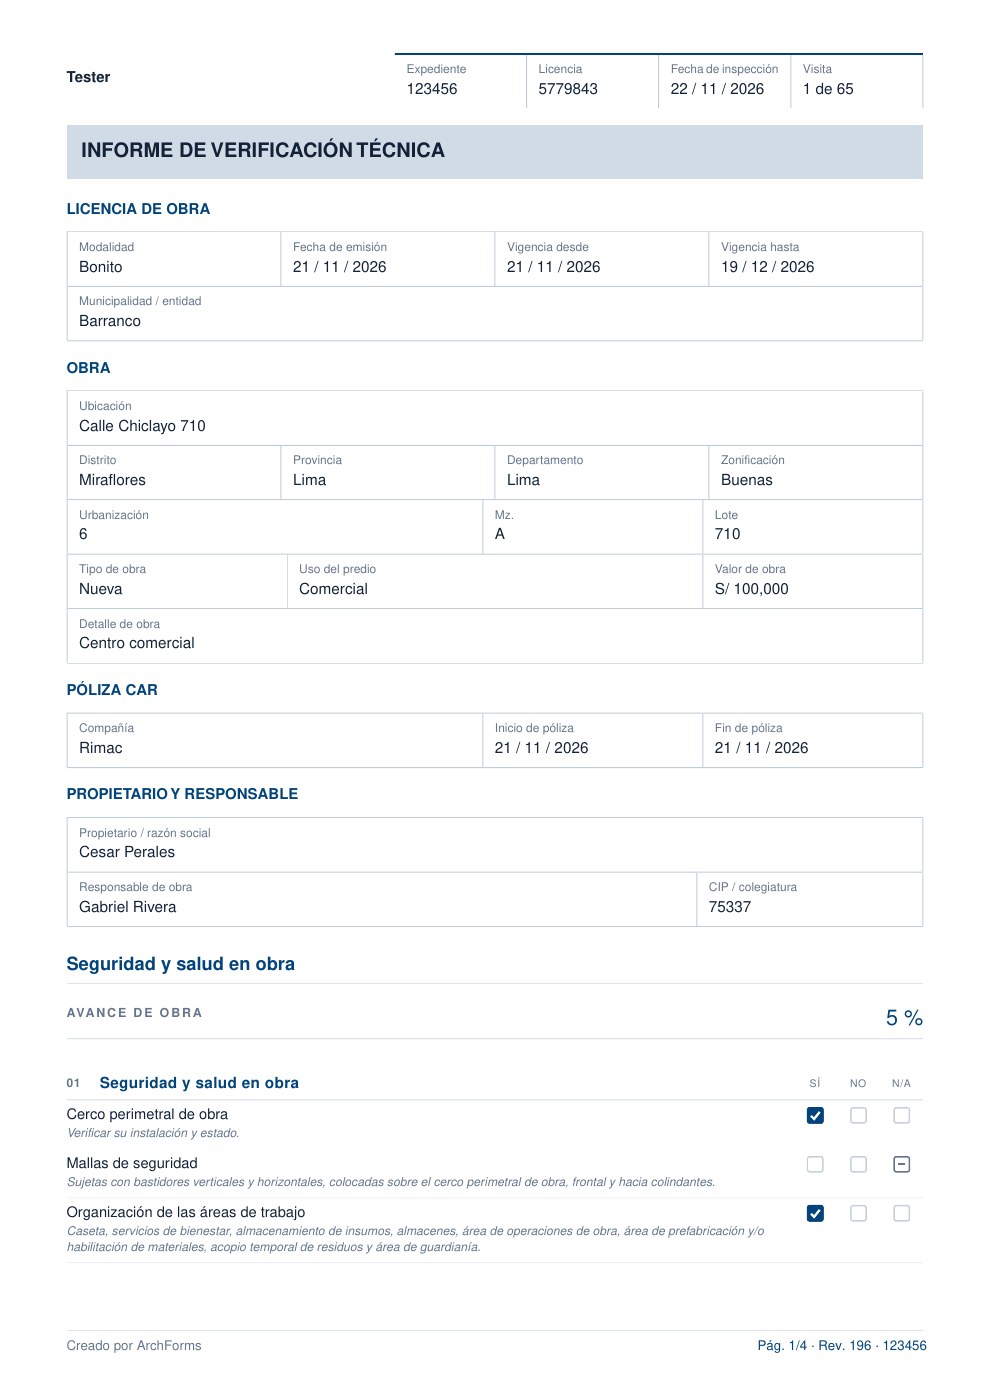 Tester
Expediente Licencia Fecha de inspección Visita
123456 5779843 22 / 11 / 2026 1 de 65
INFORME DE VERIFICACIÓN TÉCNICA
LICENCIA DE OBRA
Modalidad Fecha de emisión Vigencia desde Vigencia hasta
Bonito 21 / 11 / 2026 21 / 11 / 2026 19 / 12 / 2026
Municipalidad / entidad
Barranco
OBRA
Ubicación
Calle Chiclayo 710
Distrito Provincia Departamento Zonificación
Miraflores Lima Lima Buenas
Urbanización Mz. Lote
6 A 710
Tipo de obra Uso del predio Valor de obra
Nueva Comercial S/ 100,000
Detalle de obra
Centro comercial
PÓLIZA CAR
Compañía Inicio de póliza Fin de póliza
Rimac 21 / 11 / 2026 21 / 11 / 2026
PROPIETARIO Y RESPONSABLE
Propietario / razón social
Cesar Perales
Responsable de obra CIP / colegiatura
Gabriel Rivera 75337
Seguridad y salud en obra
AVANCE DE OBRA 5 %
01 Seguridad y salud en obra SÍ NO N/A
Cerco perimetral de obra
Verificar su instalación y estado.
Mallas de seguridad
Sujetas con bastidores verticales y horizontales, colocadas sobre el cerco perimetral de obra, frontal y hacia colindantes.
Organización de las áreas de trabajo
Caseta, servicios de bienestar, almacenamiento de insumos, almacenes, área de operaciones de obra, área de prefabricación y/o
habilitación de materiales, acopio temporal de residuos y área de guardianía.
Creado por ArchForms Pág. 1/4 · Rev. 196 · 123456